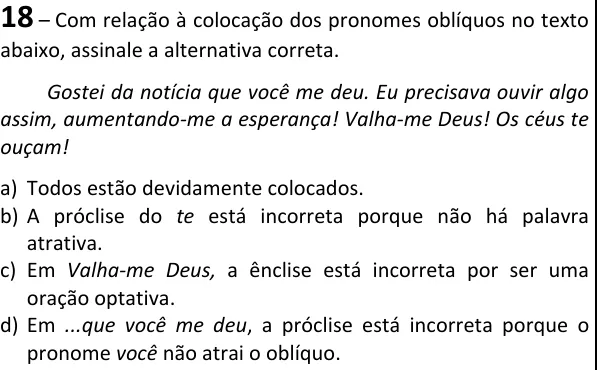 18 – Com relação à colocação dos pronomes oblíquos no texto
abaixo, assinale a alternativa correta.
Gostei da notícia que você me deu. Eu precisava ouvir algo
assim, aumentando-me a esperança! Valha-me Deus! Os céus te
ouçam!
a) Todos estão devidamente colocados.
b) A próclise do te está incorreta porque não há palavra
atrativa.
c) Em Valha-me Deus, a ênclise está incorreta por ser uma
oração optativa.
d) Em ...que você me deu, a próclise está incorreta porque o
pronome você não atrai o oblíquo.